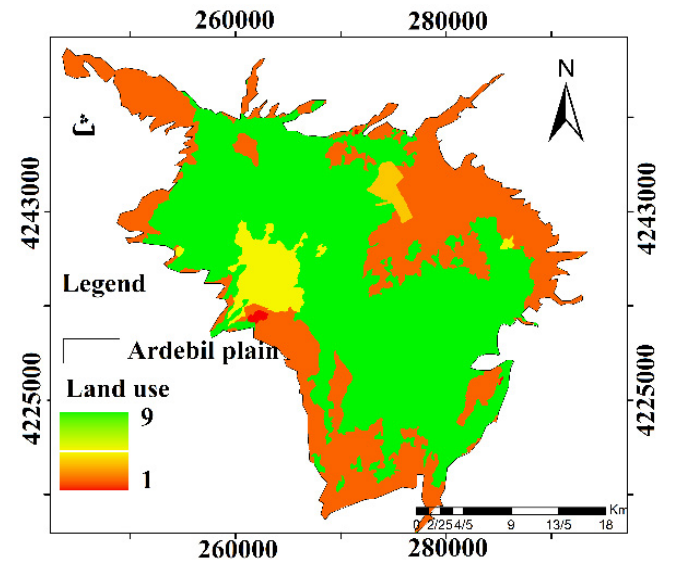 260000 280000
N
4243000 4243000
Legend
Ardebil plain
Land use
9
1
4225000 4225000
Km
0 2/25 4/5 9 13/5 18
260000 280000